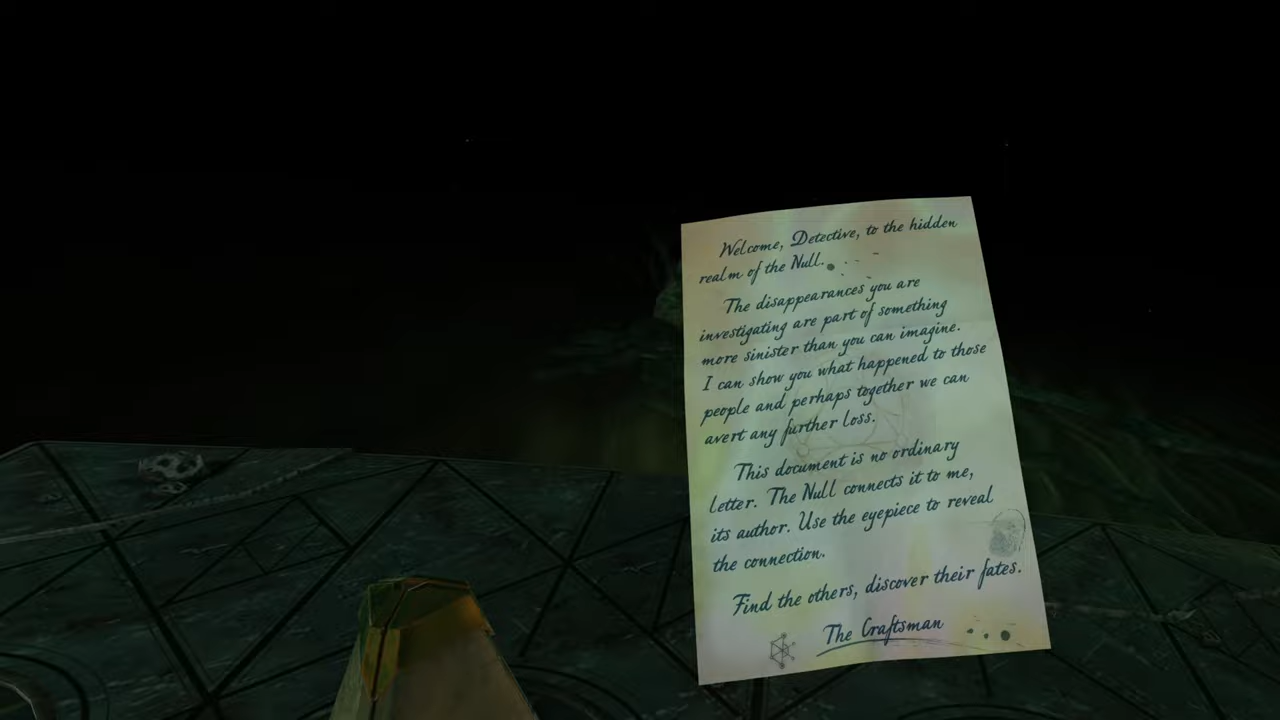 Welcome, Detective, to the hidden
realm of the Null.
The disappearances you are
investigating are part of something
more sinister than you can imagine.
I can show you what happened to those
people and perhaps together we can
avert any further loss.
This document is no ordinary
letter. The Null connects it to me,
its author. Use the eyepiece to reveal
the connection.
Find the others, discover their fates.
The Craftsman